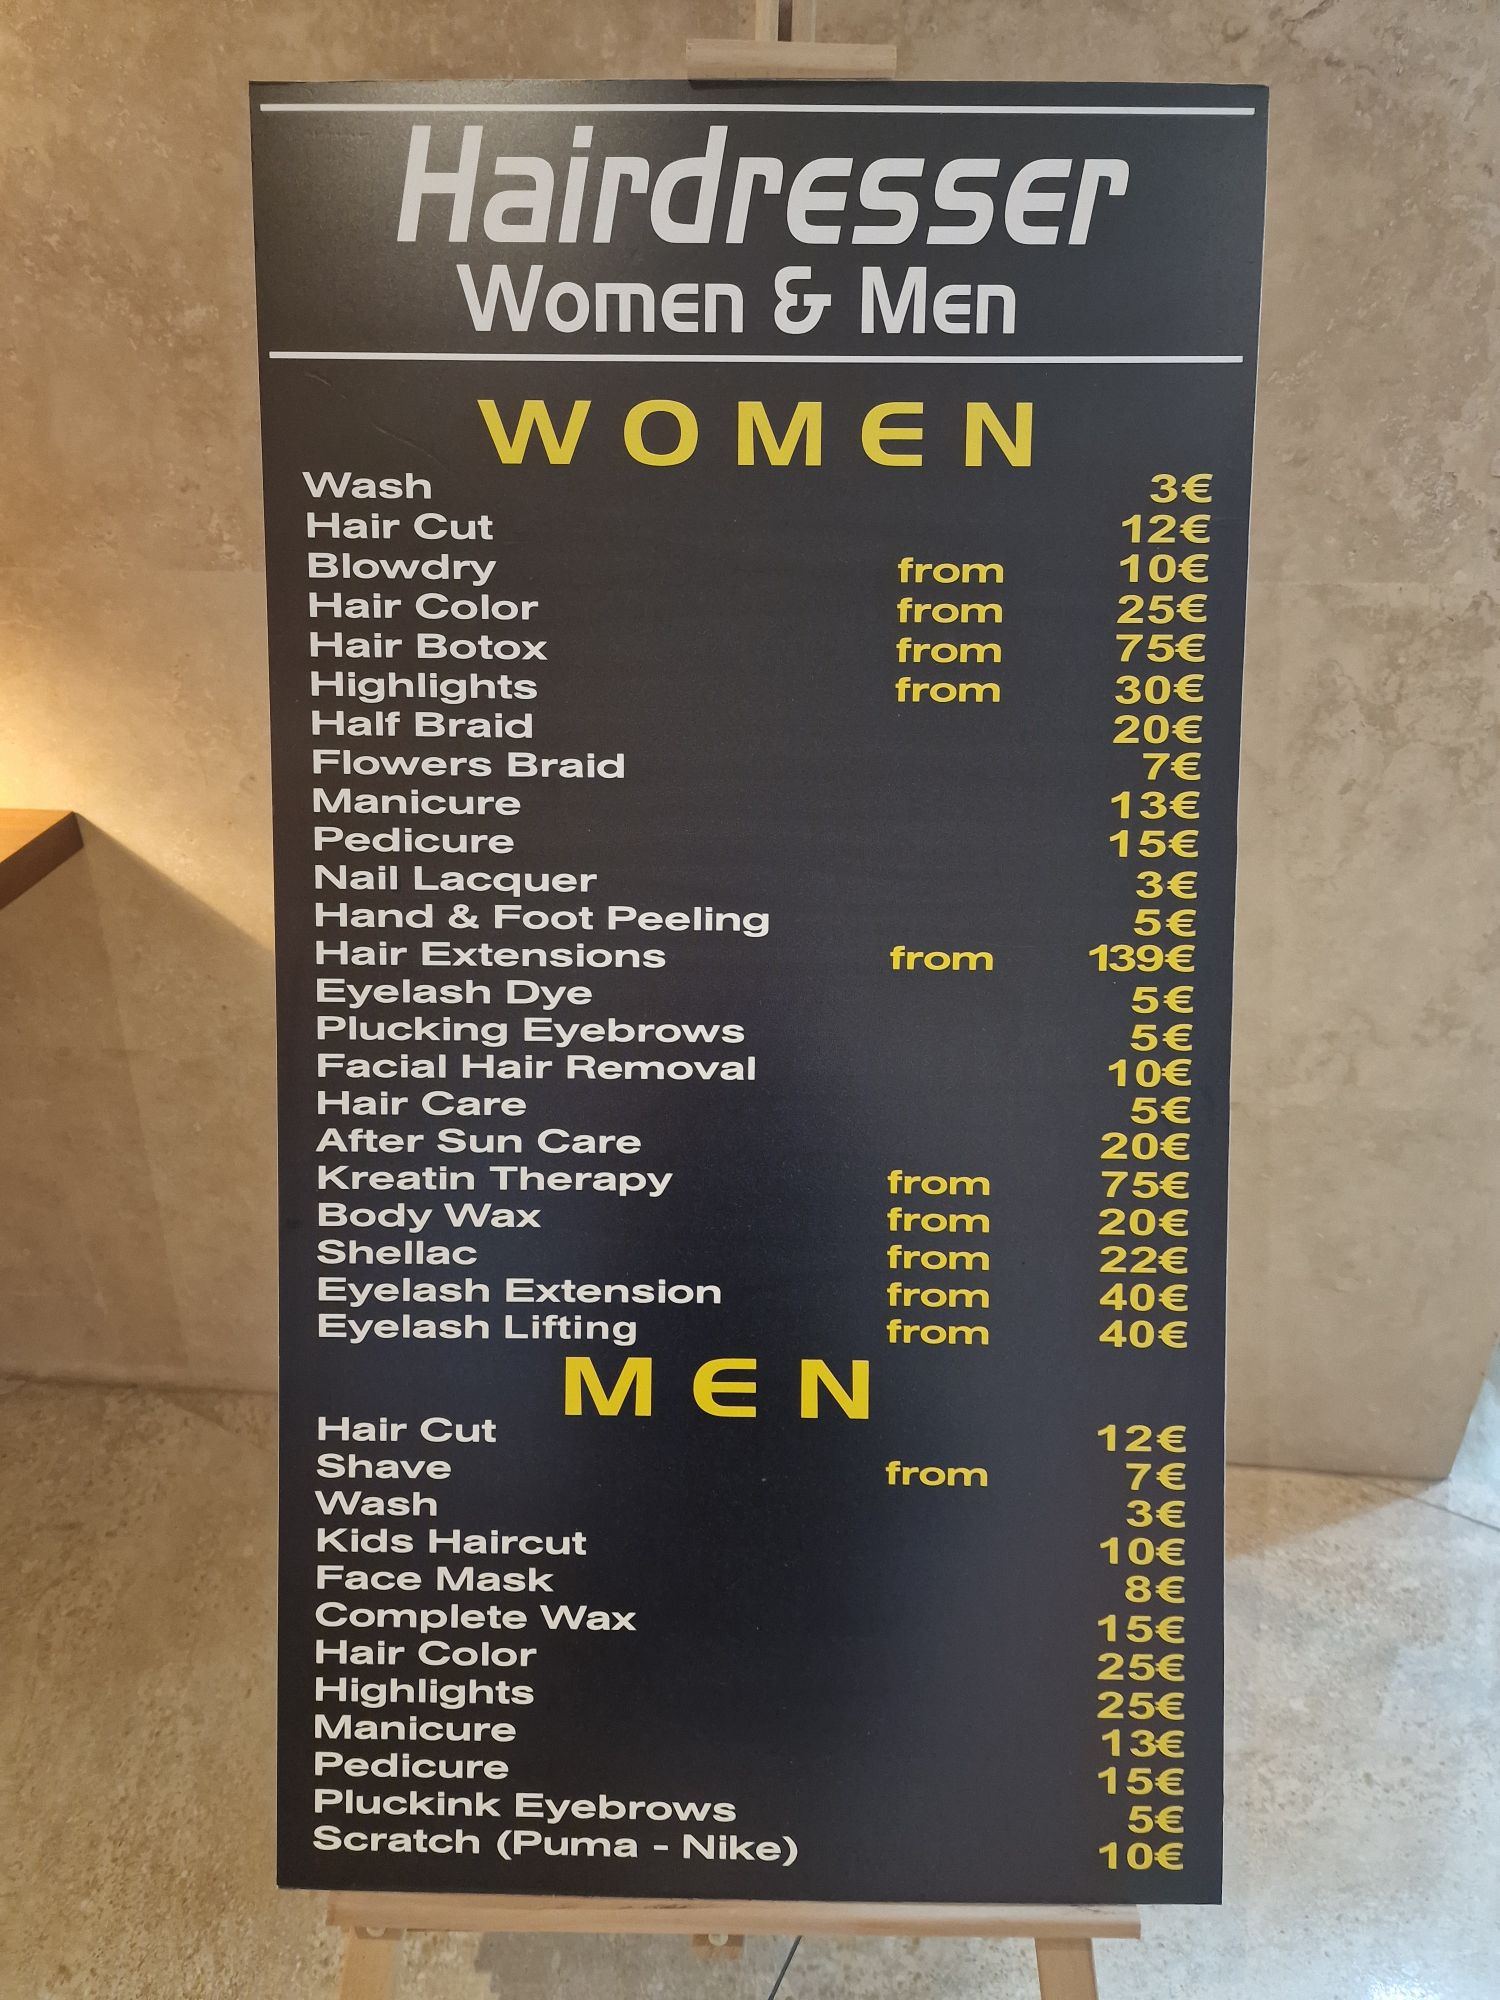 Hairdresser
Women & Men
WOMEN
Wash 3€
Hair Cut 12€
Blowdry from 10€
Hair Color from 25€
Hair Botox from 75€
Highlights from 30€
Half Braid 20€
Flowers Braid 7€
Manicure 13€
Pedicure 15€
Nail Lacquer 3€
Hand & Foot Peeling 5€
Hair Extensions from 139€
Eyelash Dye 5€
Plucking Eyebrows 5€
Facial Hair Removal 10€
Hair Care 5€
After Sun Care 20€
Kreatin Therapy from 75€
Body Wax from 20€
Shellac from 22€
Eyelash Extension from 40€
Eyelash Lifting from 40€
MEN
Hair Cut 12€
Shave from 7€
Wash 3€
Kids Haircut 10€
Face Mask 8€
Complete Wax 15€
Hair Color 25€
Highlights 25€
Manicure 13€
Pedicure 15€
Pluckink Eyebrows 5€
Scratch (Puma - Nike) 10€